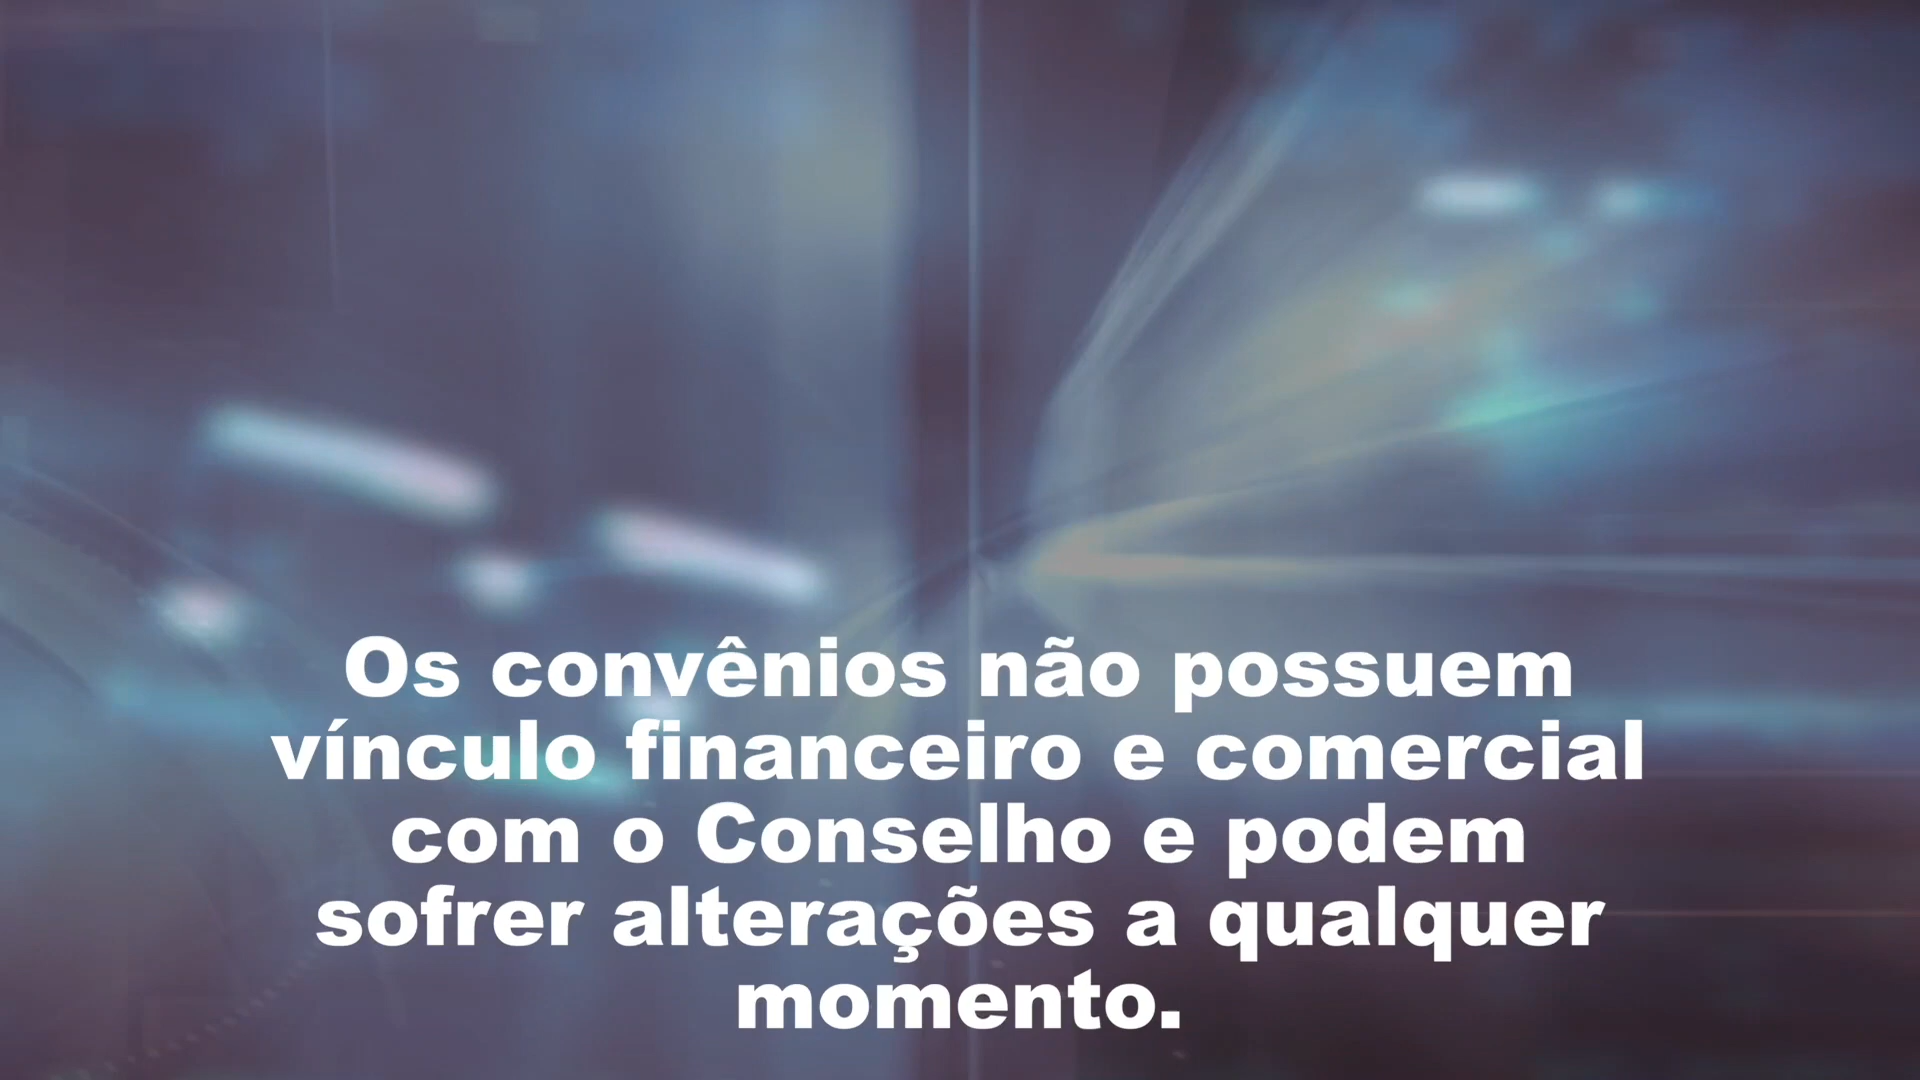 Os convênios não possuem
vínculo financeiro e comercial
com o Conselho e podem
sofrer alterações a qualquer
momento.